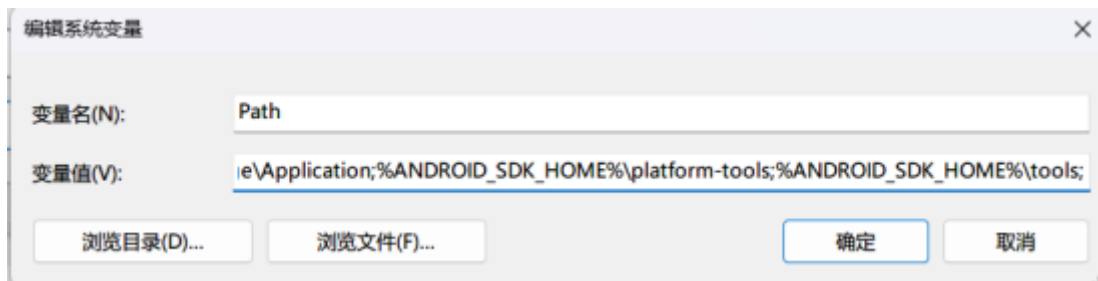 编辑系统变量
变量名(N): Path
变量值(V): e\Application;%ANDROID_SDK_HOME%\platform-tools;%ANDROID_SDK_HOME%\tools;
浏览目录(D)... 浏览文件(F)... 确定 取消